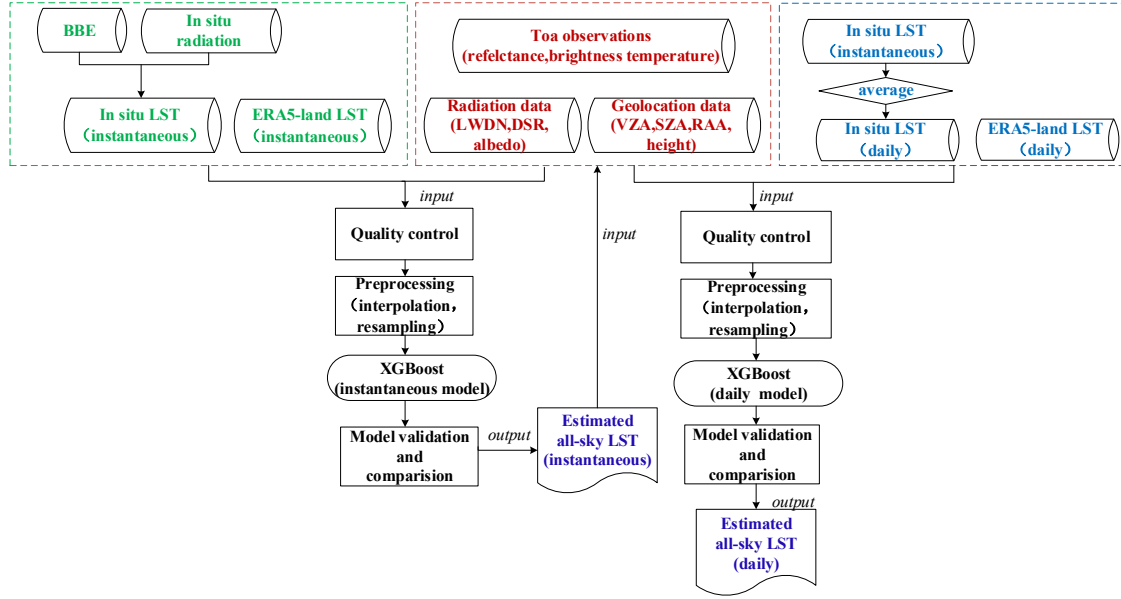 BBE
In situ
radiation
In situ LST
（instantaneous）
ERA5-land LST
（instantaneous）
Toa observations
(refelctance,brightness temperature)
Radiation data
(LWDN,DSR,
albedo)
Geolocation data
(VZA,SZA,RAA,
height)
In situ LST
（instantaneous）
average
In situ LST
（daily）
ERA5-land LST
（daily）
input
Quality control
Preprocessing
（interpolation，
resampling）
XGBoost
(instantaneous model)
Model validation
and
comparision
output
Estimated
all-sky LST
(instantaneous)
input
input
Quality control
Preprocessing
（interpolation，
resampling）
XGBoost
(daily model)
Model validation
and
comparision
output
Estimated
all-sky LST
(daily)